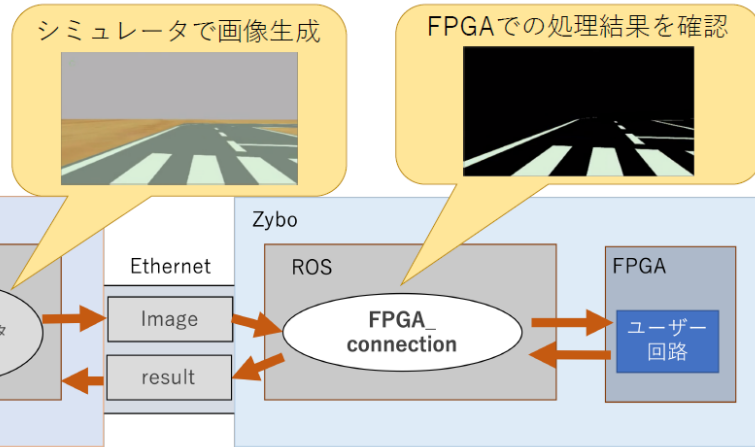 シミュレータで画像生成
FPGAでの処理結果を確認
Zybo
Ethernet
ROS
FPGA
Image
FPGA_
connection
ユーザー
回路
result